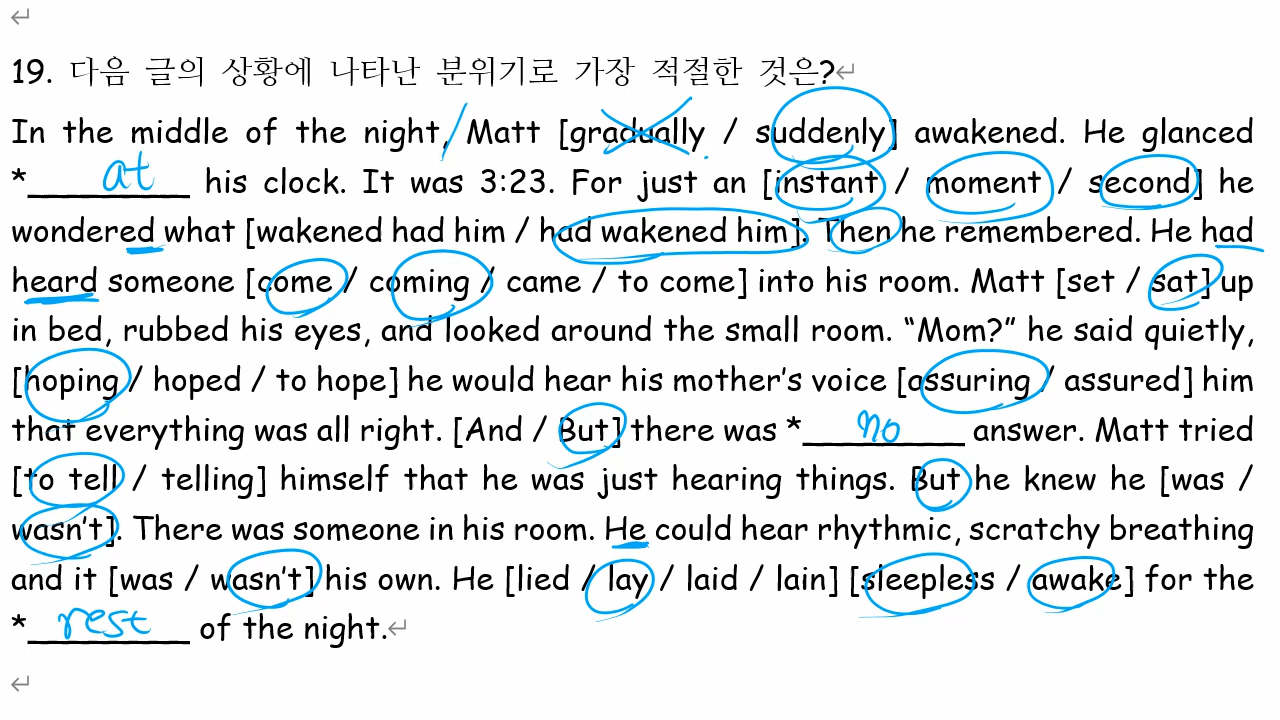 19. 다음 글의 상황에 나타난 분위기로 가장 적절한 것은?
In the middle of the night, / Matt [gradually / suddenly] awakened. He glanced
*at his clock. It was 3:23. For just an [instant / moment / second] he
wondered what [wakened had him / had wakened him]. Then he remembered. He had
heard someone [come / coming / came / to come] into his room. Matt [set / sat] up
in bed, rubbed his eyes, and looked around the small room. “Mom?” he said quietly,
[hoping / hoped / to hope] he would hear his mother’s voice [assuring / assured] him
that everything was all right. [And / But] there was *no answer. Matt tried
[to tell / telling] himself that he was just hearing things. But he knew he [was /
wasn’t]. There was someone in his room. He could hear rhythmic, scratchy breathing
and it [was / wasn’t] his own. He [lied / lay / laid / lain] [sleepless / awake] for the
*rest of the night.